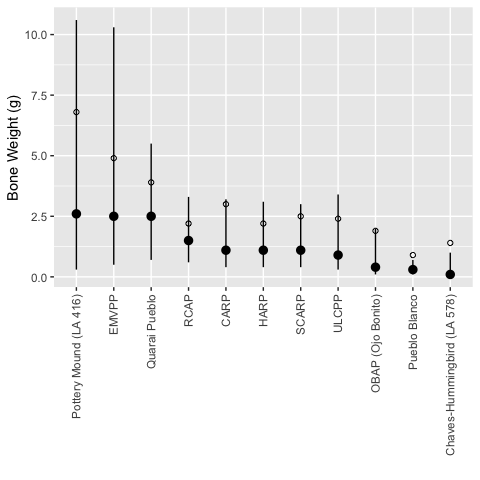 Bone Weight (g)
10.0
7.5
5.0
2.5
0.0
Pottery Mound (LA 416)
EMVPP
Quarai Pueblo
RCAP
CARP
HARP
SCARP
ULCPP
OBAP (Ojo Bonito)
Pueblo Blanco
Chaves-Hummingbird (LA 578)